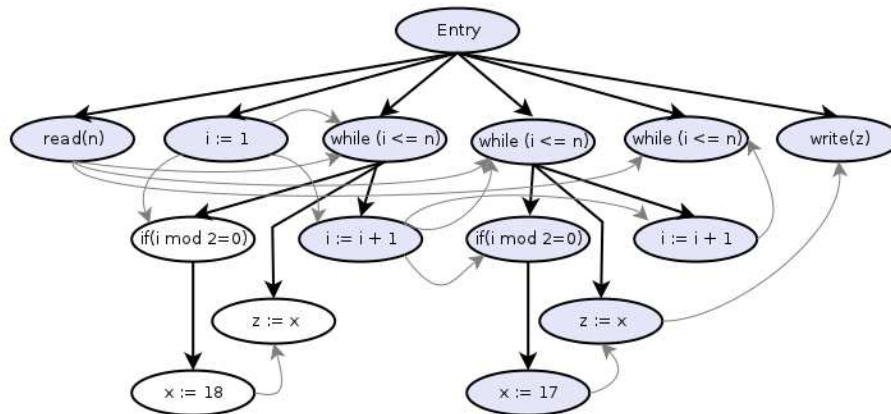 Entry
read(n)
i := 1
while (i <= n)
while (i <= n)
while (i <= n)
write(z)
if(i mod 2=0)
i := i + 1
if(i mod 2=0)
i := i + 1
z := x
z := x
x := 18
x := 17